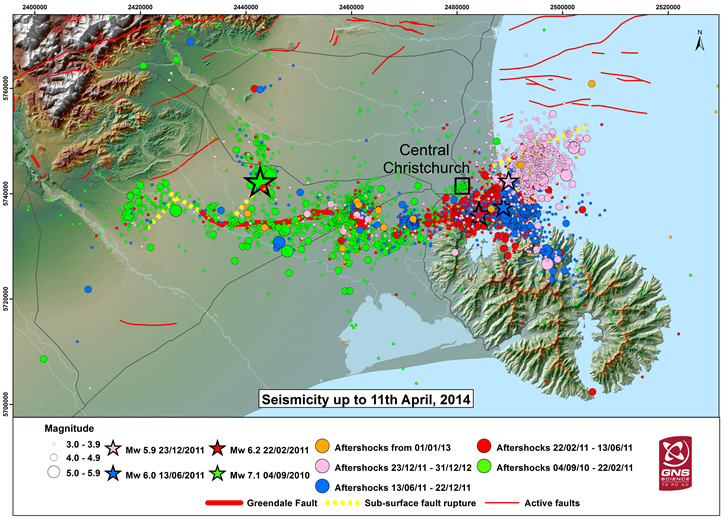 2400000 2420000 2440000 2460000 2480000 2500000 2520000
5760000
5740000
5720000
5700000
N
Central
Christchurch
Seismicity up to 11th April, 2014
Magnitude
3.0 - 3.9
4.0 - 4.9
5.0 - 5.9
Mw 5.9 23/12/2011
Mw 6.0 13/06/2011
Mw 6.2 22/02/2011
Mw 7.1 04/09/2010
Aftershocks from 01/01/13
Aftershocks 23/12/11 - 31/12/12
Aftershocks 13/06/11 - 22/12/11
Aftershocks 22/02/11 - 13/06/11
Aftershocks 04/09/10 - 22/02/11
Greendale Fault
Sub-surface fault rupture
Active faults
GNS
SCIENCE
TE PŪ AO